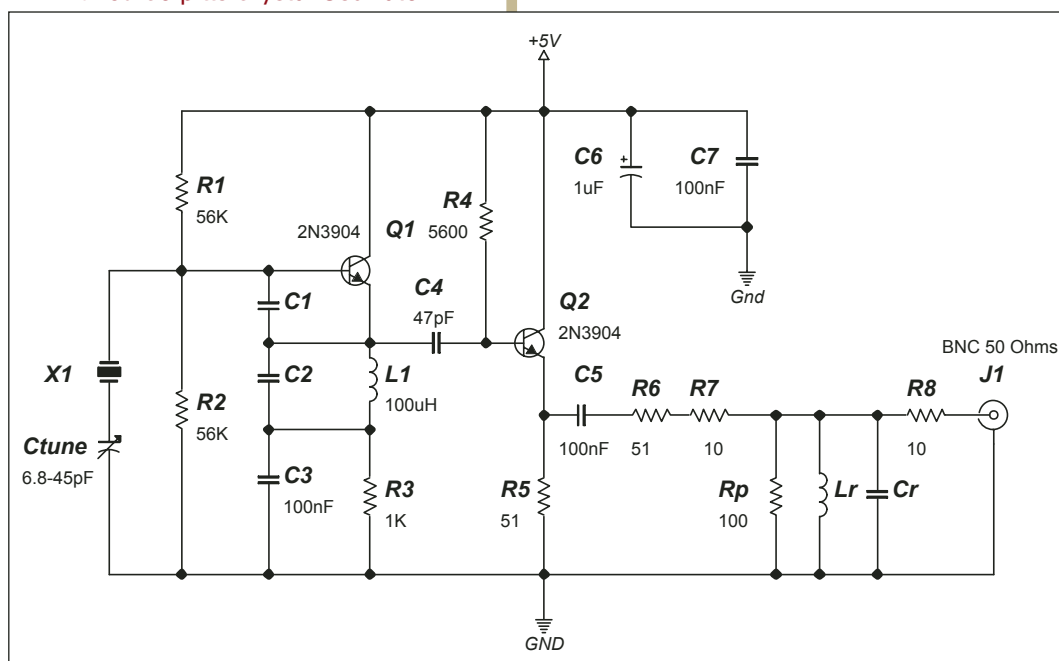 +5V
C6
1uF
C7
100nF
R1
56K
R4
5600
2N3904
Q1
Gnd
C1
C4
47pF
Q2
2N3904
BNC 50 Ohms
J1
X1
R2
56K
C2
L1
100uH
C5
100nF
R6
51
R7
10
R8
10
Ctune
6.8-45pF
C3
100nF
R3
1K
R5
51
Rp
100
Lr
Cr
GND